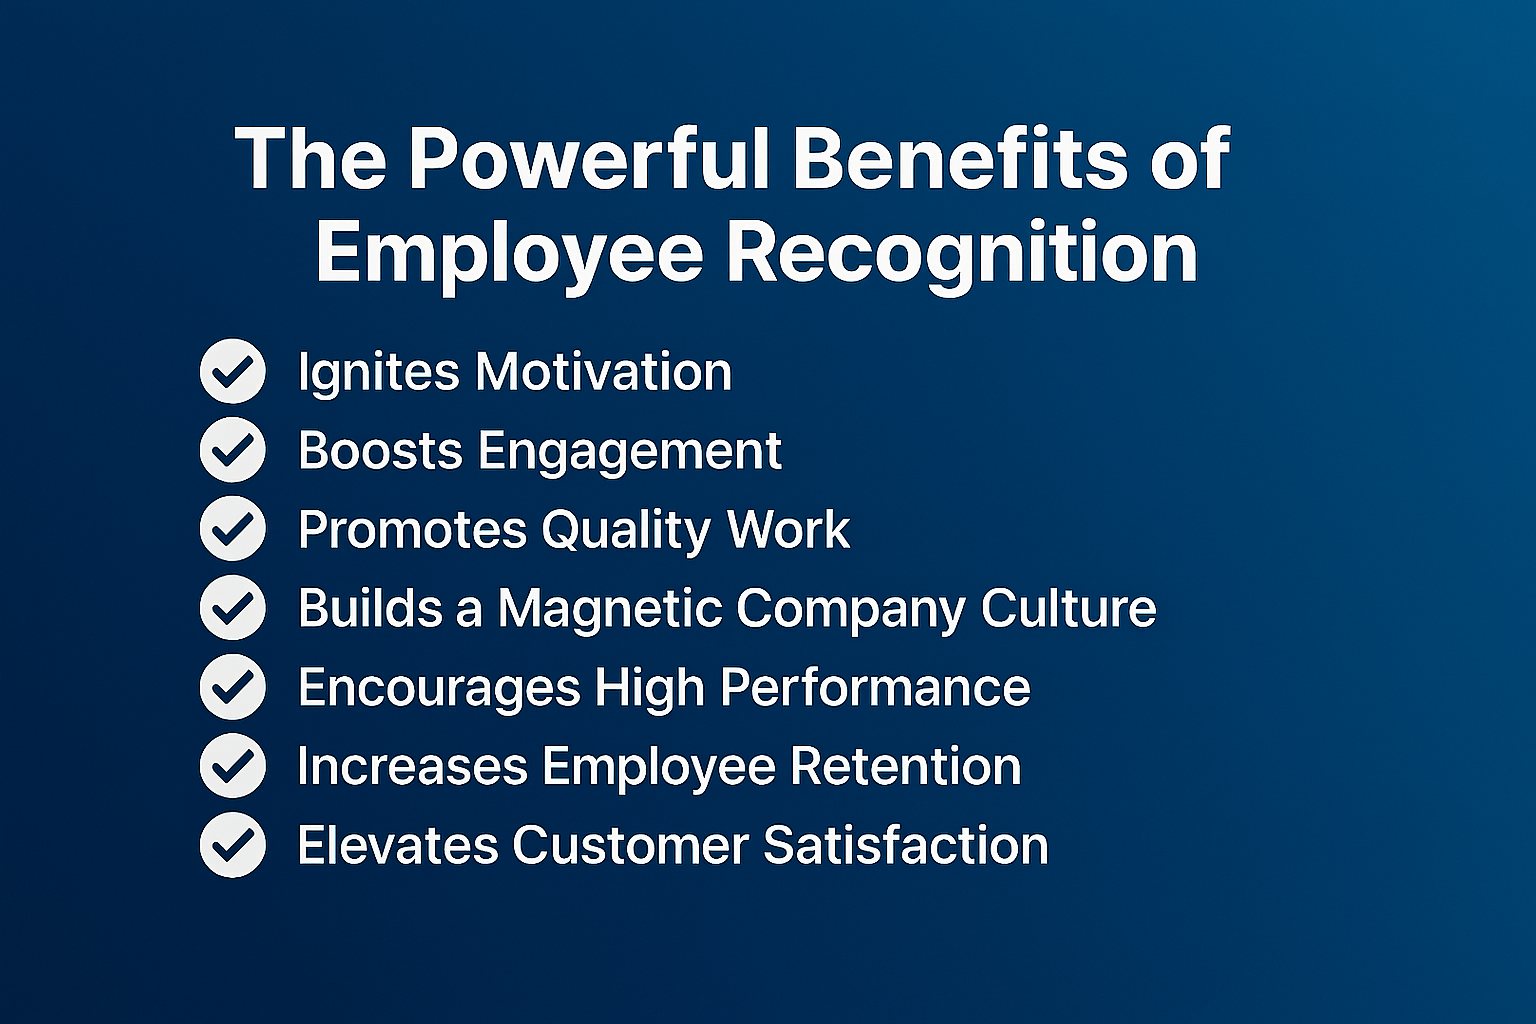 The Powerful Benefits of
Employee Recognition
Ignites Motivation
Boosts Engagement
Promotes Quality Work
Builds a Magnetic Company Culture
Encourages High Performance
Increases Employee Retention
Elevates Customer Satisfaction